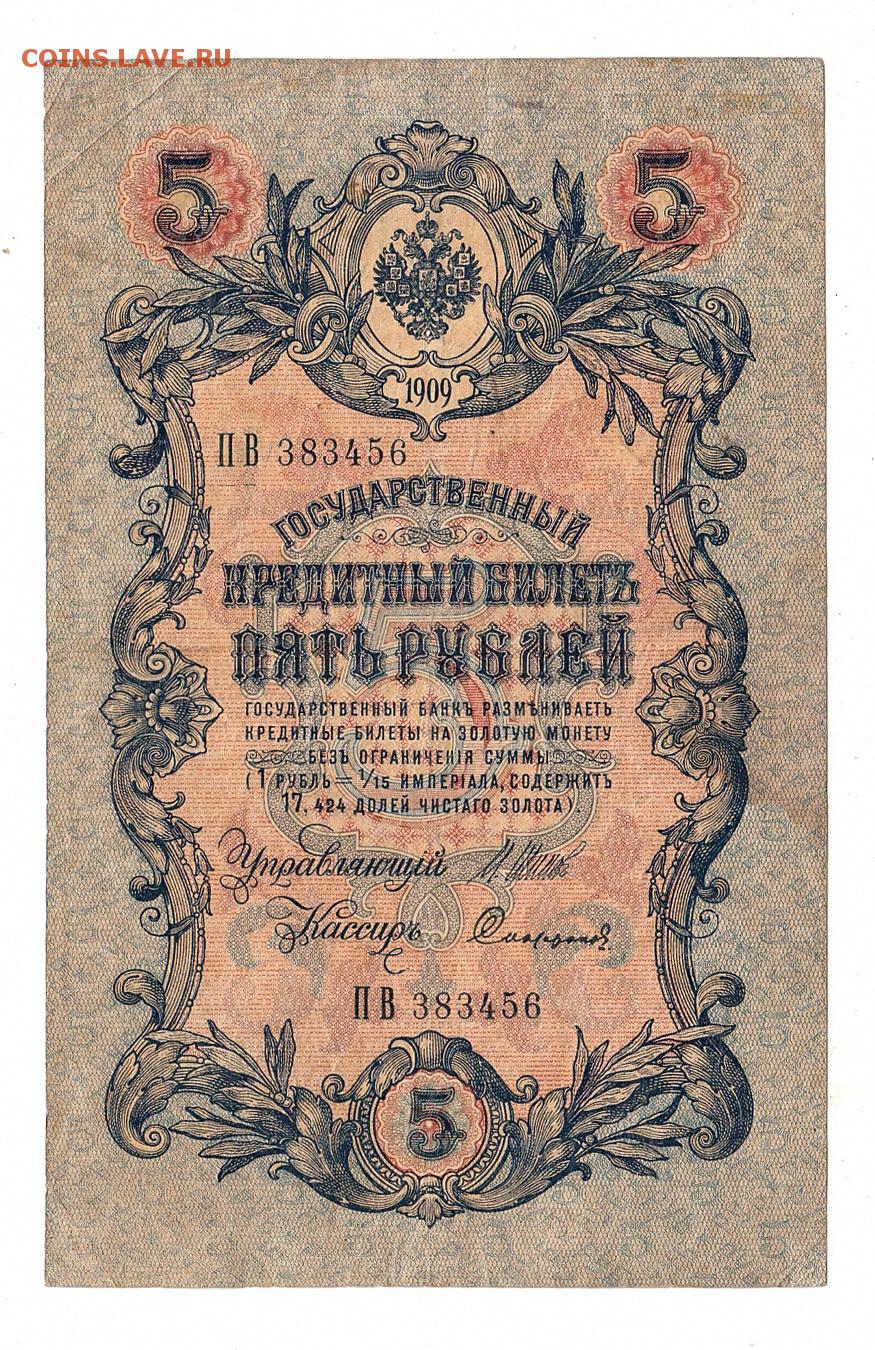 COINS.LAVE.RU
5 5
1909
ПВ 383456
ГОСУДАРСТВЕННЫЙ
КРЕДИТНЫЙ БИЛЕТЪ
ПЯТЬ РУБЛЕЙ
5
ГОСУДАРСТВЕННЫЙ БАНКЪ РАЗМѢНИВАЕТЪ
КРЕДИТНЫЕ БИЛЕТЫ НА ЗОЛОТУЮ МОНЕТУ
БЕЗЪ ОГРАНИЧЕНІЯ СУММЫ
(1 РУБЛЬ = 1/15 ИМПЕРІАЛА, СОДЕРЖИТЪ
17,424 ДОЛЕЙ ЧИСТАГО ЗОЛОТА).
Управляющій
Кассиръ
ПВ 383456
5